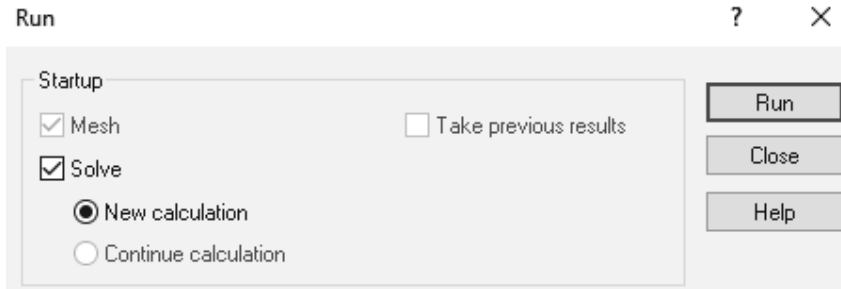 Run ?
Startup
Run
Mesh Take previous results
Close
Solve
New calculation
Help
Continue calculation